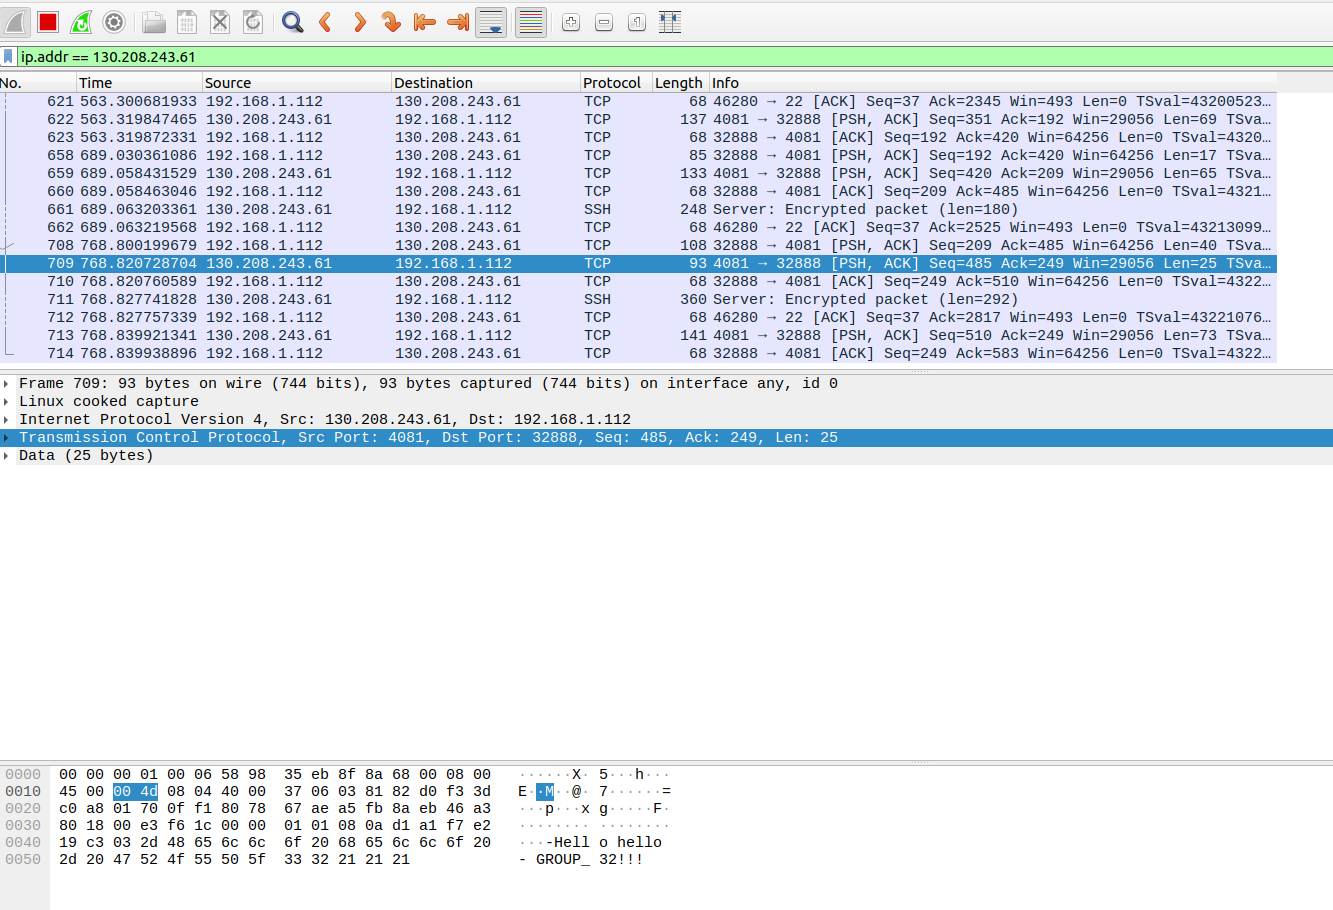 ip.addr == 130.208.243.61
No. Time Source Destination Protocol Length Info
621 563.300681933 192.168.1.112 130.208.243.61 TCP 68 46280 → 22 [ACK] Seq=37 Ack=2345 Win=493 Len=0 TSval=43200523…
622 563.319847465 130.208.243.61 192.168.1.112 TCP 137 4081 → 32888 [PSH, ACK] Seq=351 Ack=192 Win=29056 Len=69 TSva…
623 563.319872331 192.168.1.112 130.208.243.61 TCP 68 32888 → 4081 [ACK] Seq=192 Ack=420 Win=64256 Len=0 TSval=4320…
658 689.030361086 192.168.1.112 130.208.243.61 TCP 85 32888 → 4081 [PSH, ACK] Seq=192 Ack=420 Win=64256 Len=17 TSva…
659 689.058431529 130.208.243.61 192.168.1.112 TCP 133 4081 → 32888 [PSH, ACK] Seq=420 Ack=209 Win=29056 Len=65 TSva…
660 689.058463046 192.168.1.112 130.208.243.61 TCP 68 32888 → 4081 [ACK] Seq=209 Ack=485 Win=64256 Len=0 TSval=4321…
661 689.063203361 130.208.243.61 192.168.1.112 SSH 248 Server: Encrypted packet (len=180)
662 689.063219568 192.168.1.112 130.208.243.61 TCP 68 46280 → 22 [ACK] Seq=37 Ack=2525 Win=493 Len=0 TSval=43213099…
708 768.800199679 192.168.1.112 130.208.243.61 TCP 108 32888 → 4081 [PSH, ACK] Seq=209 Ack=485 Win=64256 Len=40 TSva…
709 768.820728704 130.208.243.61 192.168.1.112 TCP 93 4081 → 32888 [PSH, ACK] Seq=485 Ack=249 Win=29056 Len=25 TSva…
710 768.820760589 192.168.1.112 130.208.243.61 TCP 68 32888 → 4081 [ACK] Seq=249 Ack=510 Win=64256 Len=0 TSval=4322…
711 768.827741828 130.208.243.61 192.168.1.112 SSH 360 Server: Encrypted packet (len=292)
712 768.827757339 192.168.1.112 130.208.243.61 TCP 68 46280 → 22 [ACK] Seq=37 Ack=2817 Win=493 Len=0 TSval=43221076…
713 768.839921341 130.208.243.61 192.168.1.112 TCP 141 4081 → 32888 [PSH, ACK] Seq=510 Ack=249 Win=29056 Len=73 TSva…
714 768.839938896 192.168.1.112 130.208.243.61 TCP 68 32888 → 4081 [ACK] Seq=249 Ack=583 Win=64256 Len=0 TSval=4322…
Frame 709: 93 bytes on wire (744 bits), 93 bytes captured (744 bits) on interface any, id 0
Linux cooked capture
Internet Protocol Version 4, Src: 130.208.243.61, Dst: 192.168.1.112
Transmission Control Protocol, Src Port: 4081, Dst Port: 32888, Seq: 485, Ack: 249, Len: 25
Data (25 bytes)
0000 00 00 00 01 00 06 58 98 35 eb 8f 8a 68 00 08 00 ······X· 5···h···
0010 45 00 00 4d 08 04 40 00 37 06 03 81 82 d0 f3 3d E··M··@· 7······=
0020 c0 a8 01 70 0f f1 80 78 67 ae a5 fb 8a eb 46 a3 ···p···x g·····F·
0030 80 18 00 e3 f6 1c 00 00 01 01 08 0a d1 a1 f7 e2 ········ ········
0040 19 c3 03 2d 48 65 6c 6c 6f 20 68 65 6c 6c 6f 20 ···-Hell o hello
0050 2d 20 47 52 4f 55 50 5f 33 32 21 21 21 - GROUP_ 32!!!